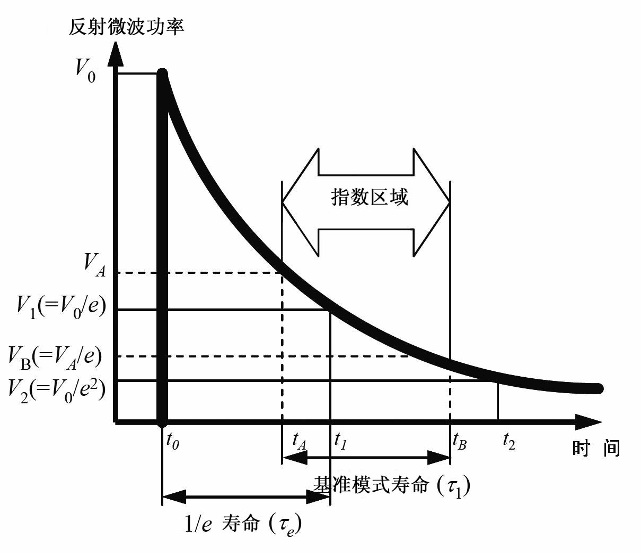 反射微波功率
V0
指数区域
VA
V1(=V0/e)
VB(=VA/e)
V2(=V0/e²)
t0 tA t1 tB t2
时 间
基准模式寿命 (τ1)
1/e 寿命 (τe)